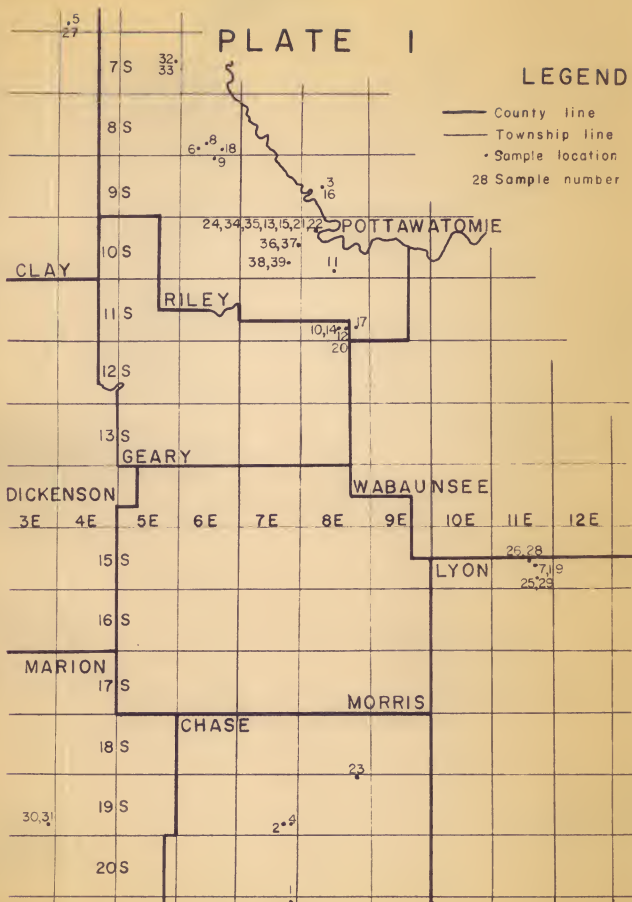 PLATE I
5
27
32
33
7 S
LEGEND
County line
Township line
Sample location
28 Sample number
8 S
6 8 18
9
9 S
3
16
24,34,35,13,15,21,22
POTTAWATOMIE
10 S
36,37
38,39
11
CLAY
RILEY
11 S
10,14 17
12
20
12 S
13 S
GEARY
DICKENSON
WABAUNSEE
3E 4E 5E 6E 7E 8E 9E 10E 11E 12E
26,28
15 S
LYON
7,19
25,29
16 S
MARION
17 S
MORRIS
CHASE
18 S
23
30,31
19 S
2 4
20 S
1